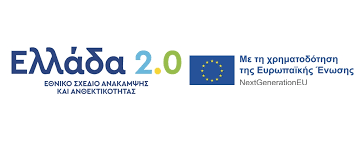 Ελλάδα 2.0
ΕΘΝΙΚΟ ΣΧΕΔΙΟ ΑΝΑΚΑΜΨΗΣ
ΚΑΙ ΑΝΘΕΚΤΙΚΟΤΗΤΑΣ
Με τη χρηματοδότηση
της Ευρωπαϊκής Ένωσης
NextGenerationEU